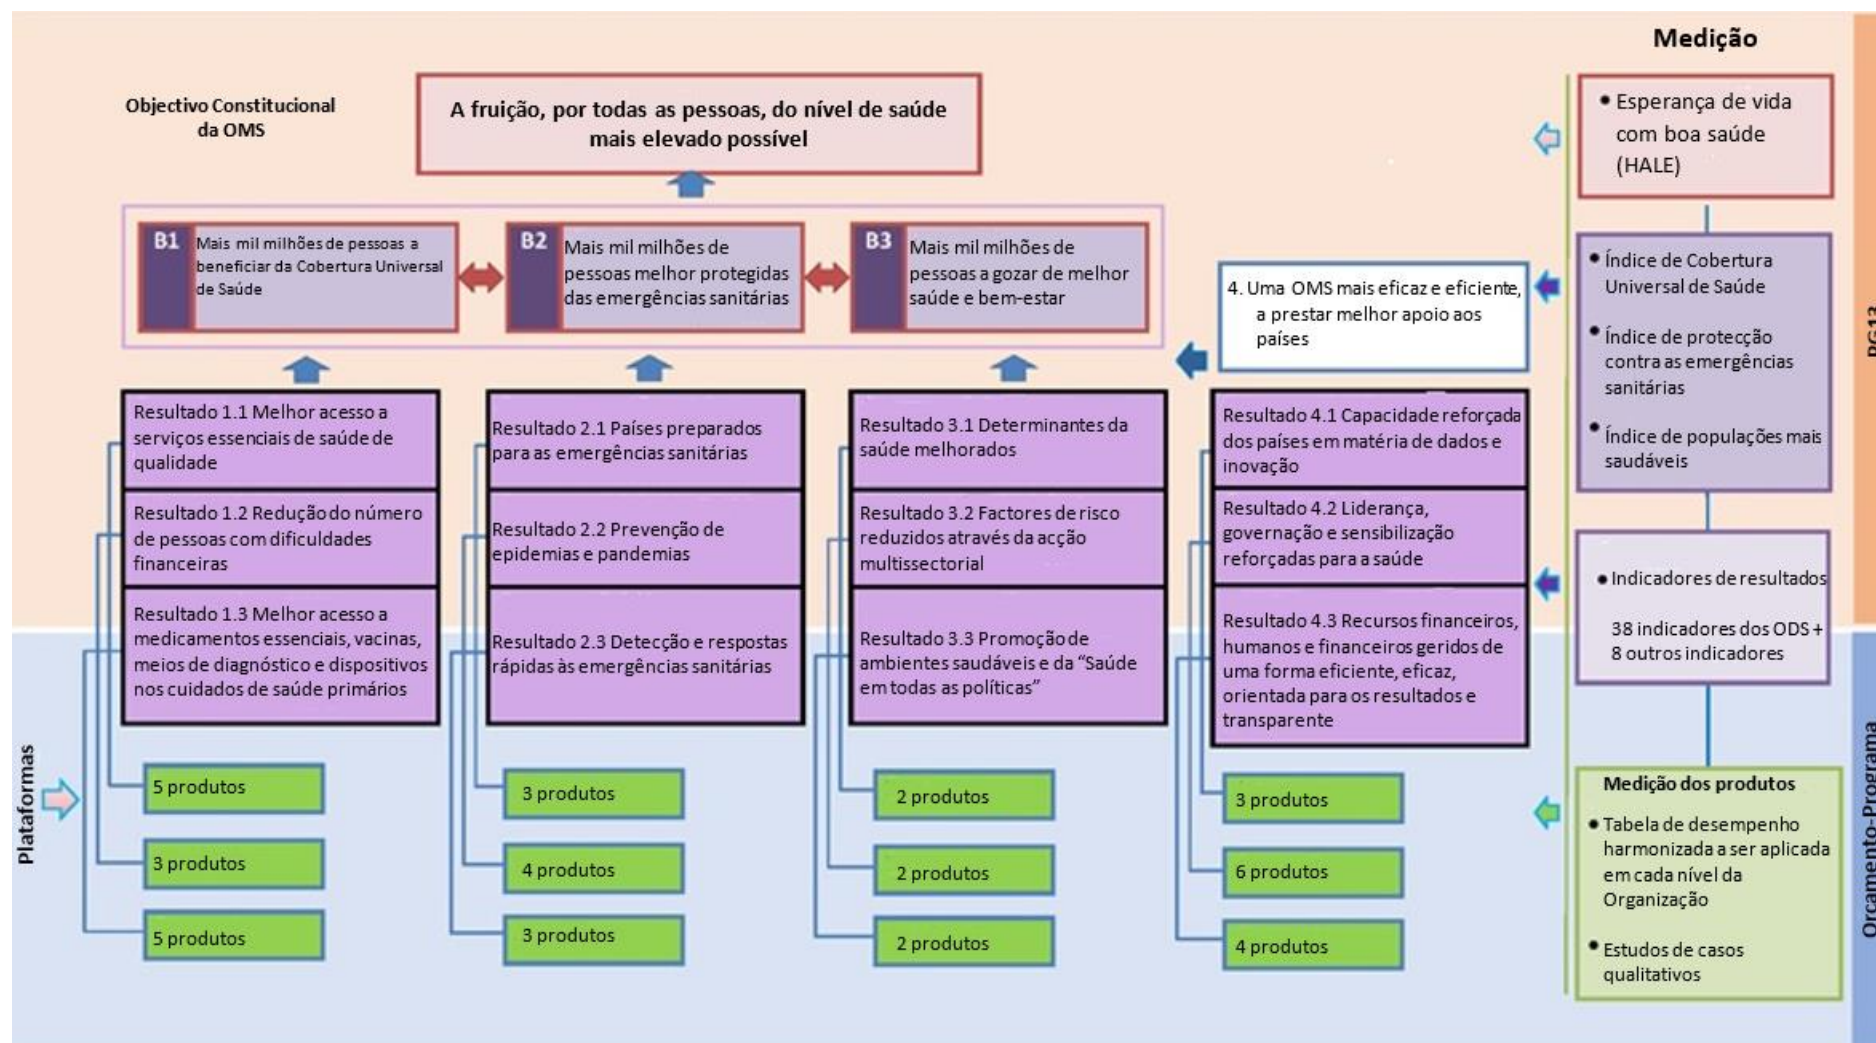 Medição
Objectivo Constitucional
da OMS
A fruição, por todas as pessoas, do nível de saúde
mais elevado possível
• Esperança de vida
com boa saúde
(HALE)
B1
Mais mil milhões de pessoas a
beneficiar da Cobertura Universal
de Saúde
B2
Mais mil milhões de
pessoas melhor protegidas
das emergências sanitárias
B3
Mais mil milhões de
pessoas a gozar de melhor
saúde e bem-estar
4. Uma OMS mais eficaz e eficiente,
a prestar melhor apoio aos
países
• Índice de Cobertura
Universal de Saúde
• Índice de protecção
contra as emergências
sanitárias
• Índice de populações mais
saudáveis
PG13
Resultado 1.1 Melhor acesso a
serviços essenciais de saúde de
qualidade
Resultado 1.2 Redução do número
de pessoas com dificuldades
financeiras
Resultado 1.3 Melhor acesso a
medicamentos essenciais, vacinas,
meios de diagnóstico e dispositivos
nos cuidados de saúde primários
Resultado 2.1 Países preparados
para as emergências sanitárias
Resultado 2.2 Prevenção de
epidemias e pandemias
Resultado 2.3 Detecção e respostas
rápidas às emergências sanitárias
Resultado 3.1 Determinantes da
saúde melhorados
Resultado 3.2 Factores de risco
reduzidos através da acção
multissectorial
Resultado 3.3 Promoção de
ambientes saudáveis e da “Saúde
em todas as políticas”
Resultado 4.1 Capacidade reforçada
dos países em matéria de dados e
inovação
Resultado 4.2 Liderança,
governação e sensibilização
reforçadas para a saúde
Resultado 4.3 Recursos financeiros,
humanos e financeiros geridos de
uma forma eficiente, eficaz,
orientada para os resultados e
transparente
• Indicadores de resultados
38 indicadores dos ODS +
8 outros indicadores
Plataformas
5 produtos
3 produtos
5 produtos
3 produtos
4 produtos
3 produtos
2 produtos
2 produtos
2 produtos
3 produtos
6 produtos
4 produtos
Medição dos produtos
• Tabela de desempenho
harmonizada a ser aplicada
em cada nível da
Organização
• Estudos de casos
qualitativos
Orçamento-Programa